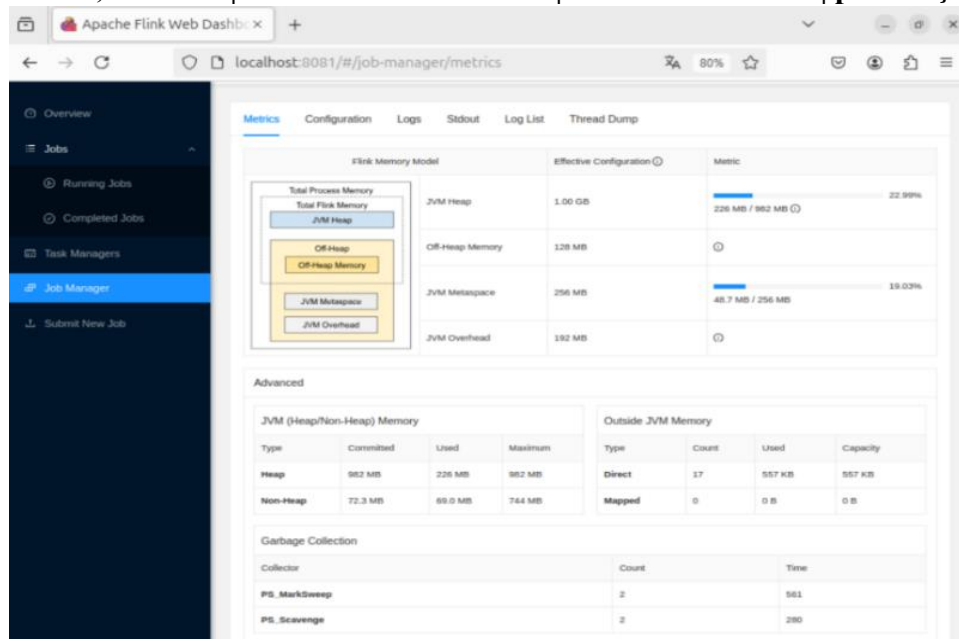 Apache Flink Web Dashbo
localhost:8081/#/job-manager/metrics
80%
Overview
Jobs
Running Jobs
Completed Jobs
Task Managers
Job Manager
Submit New Job
Metrics Configuration Logs Stdout Log List Thread Dump
Flink Memory Model Effective Configuration Metric
Total Process Memory
Total Flink Memory
JVM Heap
Off-Heap
Off-Heap Memory
JVM Metaspace
JVM Overhead
JVM Heap 1.00 GB 22.99%
226 MB / 982 MB
Off-Heap Memory 128 MB
JVM Metaspace 256 MB 19.03%
48.7 MB / 256 MB
JVM Overhead 192 MB
Advanced
JVM (Heap/Non-Heap) Memory
Type Committed Used Maximum
Heap 982 MB 226 MB 982 MB
Non-Heap 72.3 MB 69.0 MB 744 MB
Outside JVM Memory
Type Count Used Capacity
Direct 17 557 KB 557 KB
Mapped 0 0 B 0 B
Garbage Collection
Collector Count Time
PS_MarkSweep 2 561
PS_Scavenge 2 280